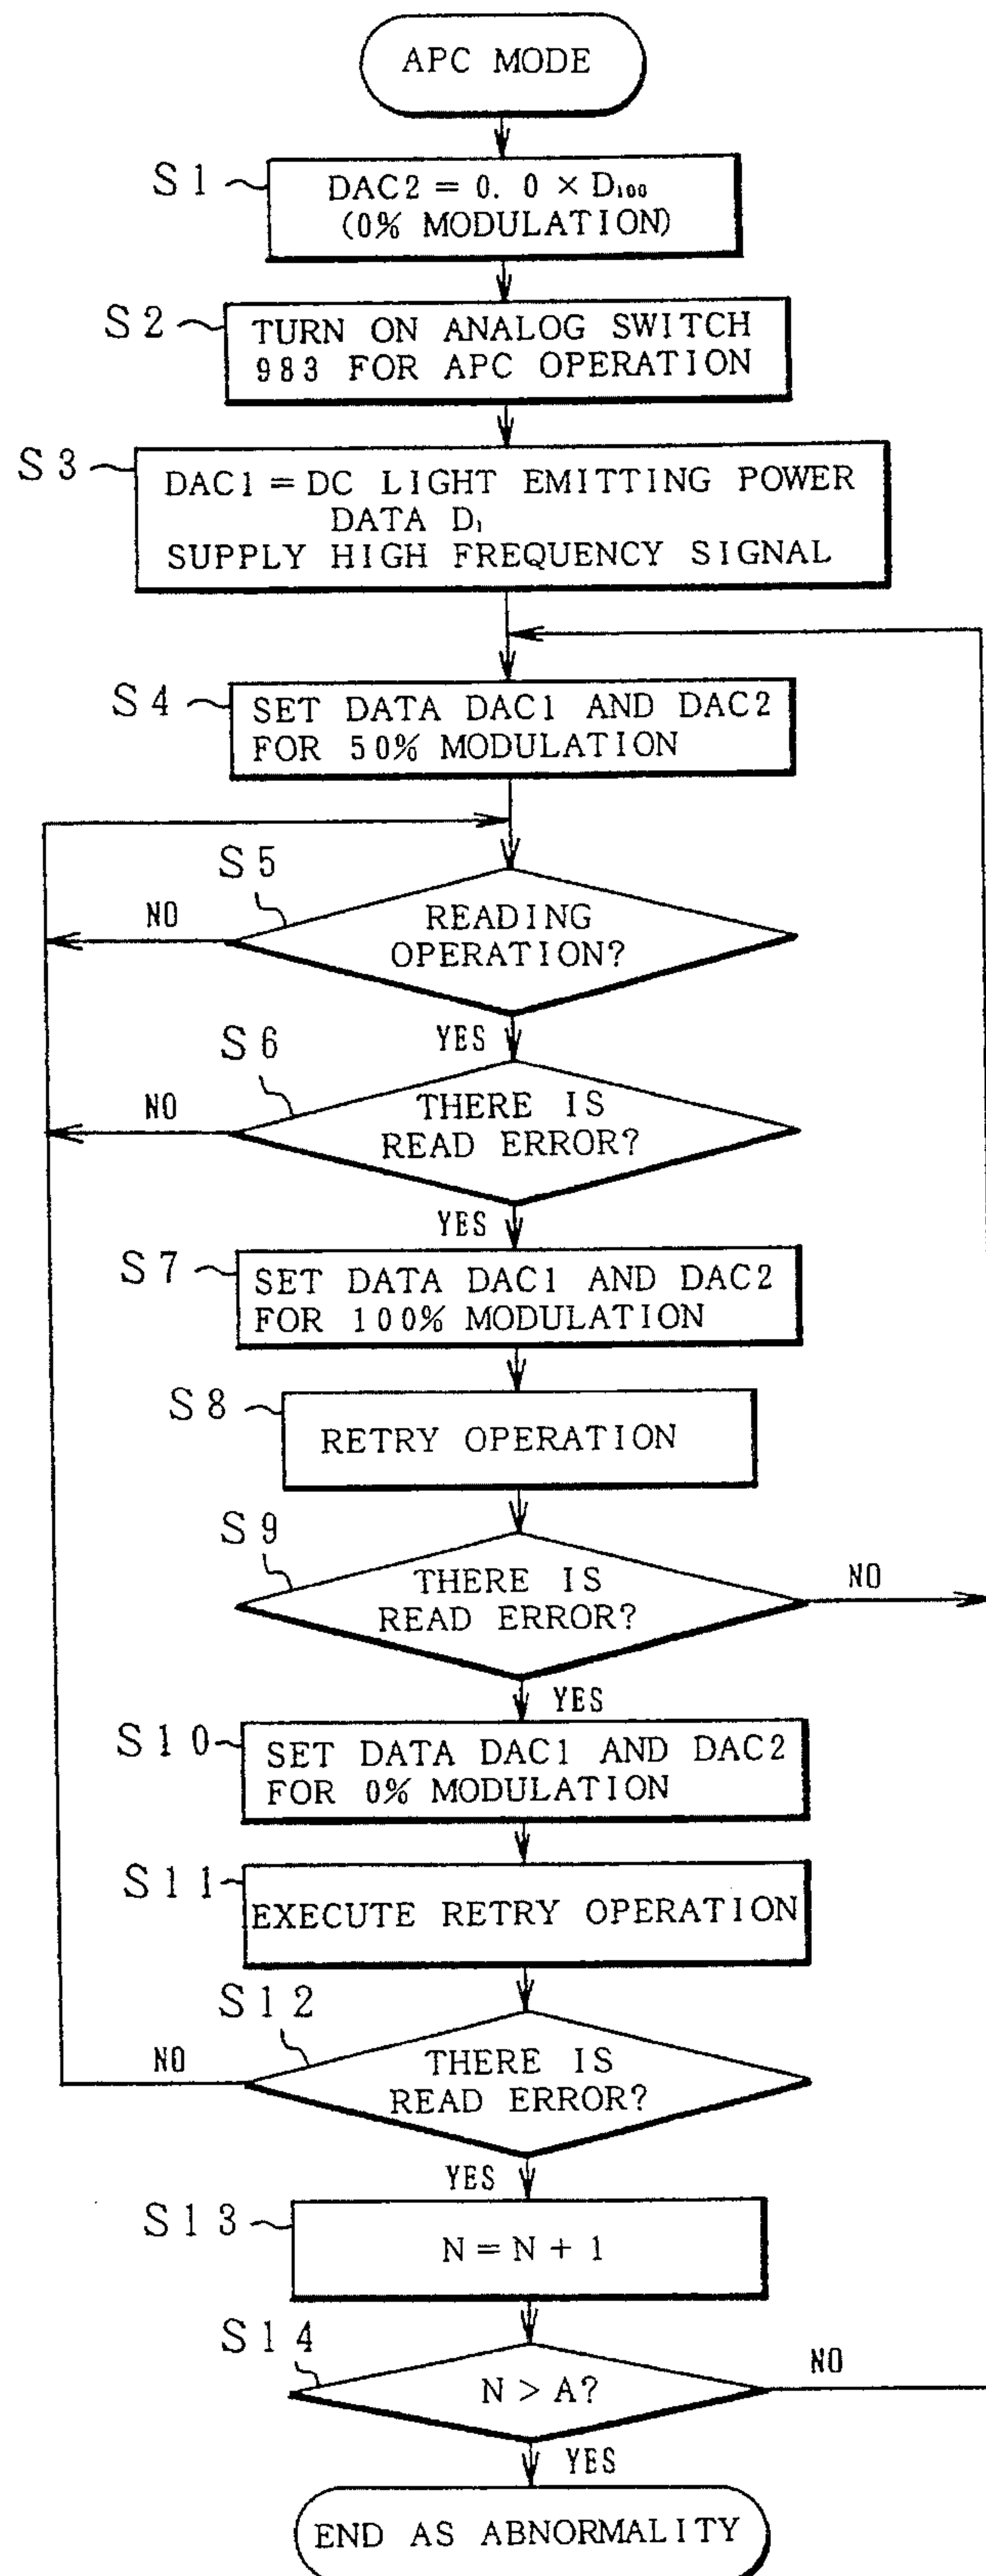 APC MODE
S1
DAC2 = 0.0 × D₁₀₀
(0% MODULATION)
S2
TURN ON ANALOG SWITCH
983 FOR APC OPERATION
S3
DAC1 = DC LIGHT EMITTING POWER
DATA D₁
SUPPLY HIGH FREQUENCY SIGNAL
S4
SET DATA DAC1 AND DAC2
FOR 50% MODULATION
S5
NO
READING
OPERATION?
YES
S6
NO
THERE IS
READ ERROR?
YES
S7
SET DATA DAC1 AND DAC2
FOR 100% MODULATION
S8
RETRY OPERATION
S9
THERE IS
READ ERROR?
NO
YES
S10
SET DATA DAC1 AND DAC2
FOR 0% MODULATION
S11
EXECUTE RETRY OPERATION
S12
NO
THERE IS
READ ERROR?
YES
S13
N = N + 1
S14
N > A?
NO
YES
END AS ABNORMALITY